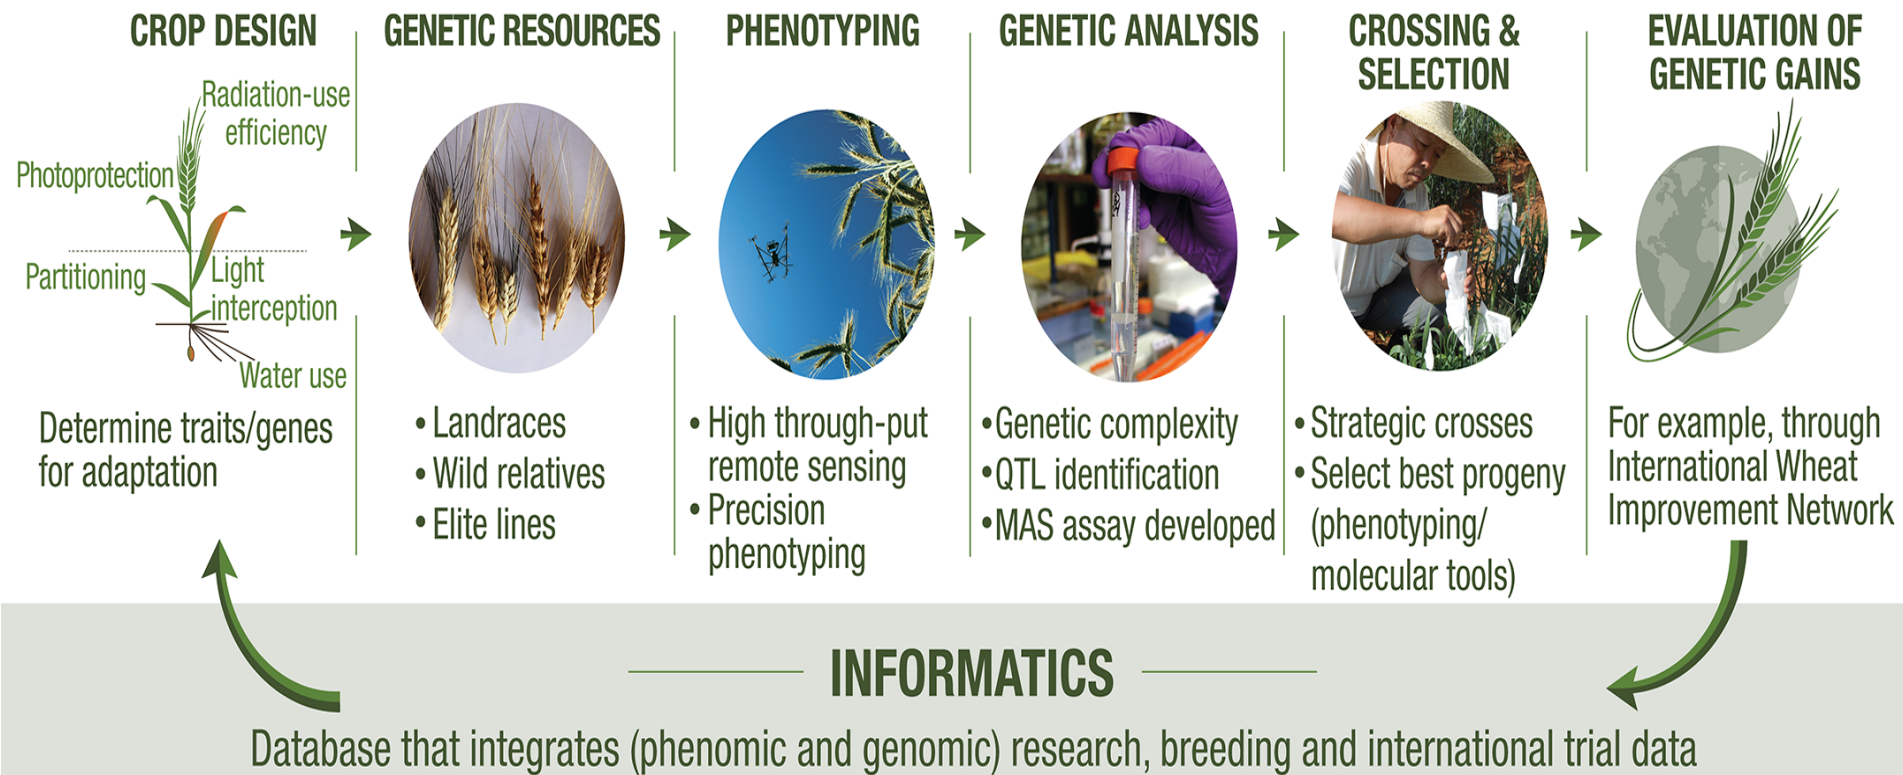 CROP DESIGN
Radiation-use
efficiency
Photoprotection
Partitioning
Light
interception
Water use
Determine traits/genes
for adaptation
GENETIC RESOURCES
• Landraces
• Wild relatives
• Elite lines
PHENOTYPING
• High through-put
remote sensing
• Precision
phenotyping
GENETIC ANALYSIS
• Genetic complexity
• QTL identification
• MAS assay developed
CROSSING &
SELECTION
• Strategic crosses
• Select best progeny
(phenotyping/
molecular tools)
EVALUATION OF
GENETIC GAINS
For example, through
International Wheat
Improvement Network
INFORMATICS
Database that integrates (phenomic and genomic) research, breeding and international trial data